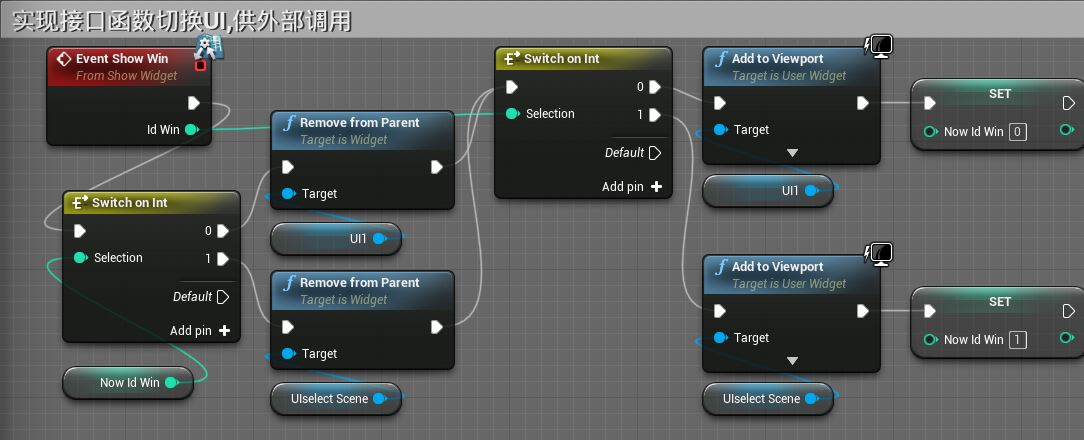 实现接口函数切换UI,供外部调用
Event Show Win
From Show Widget
Id Win
Switch on Int
0
Selection
1
Default
Add pin
Now Id Win
Remove from Parent
Target is Widget
Target
UI1
Remove from Parent
Target is Widget
Target
UIselect Scene
Switch on Int
0
Selection
1
Default
Add pin
Add to Viewport
Target is User Widget
Target
UI1
SET
Now Id Win 0
Add to Viewport
Target is User Widget
Target
UIselect Scene
SET
Now Id Win 1